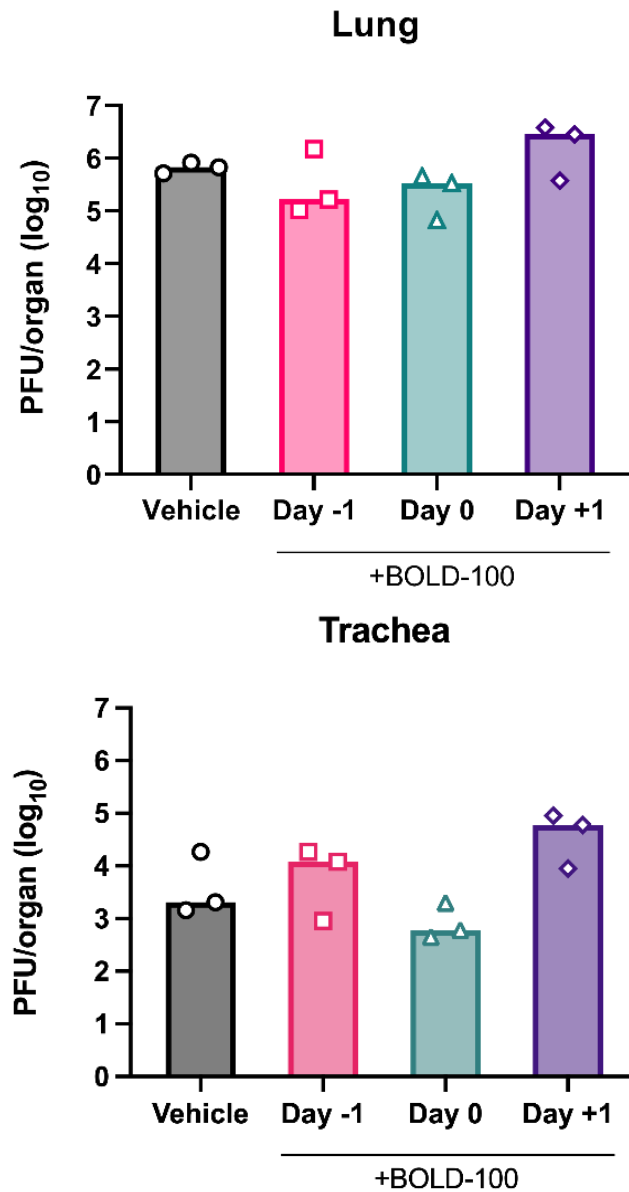 Lung
PFU/organ (log10)
7
6
5
4
3
2
1
0
Vehicle Day -1 Day 0 Day +1
+BOLD-100
Trachea
PFU/organ (log10)
7
6
5
4
3
2
1
0
Vehicle Day -1 Day 0 Day +1
+BOLD-100